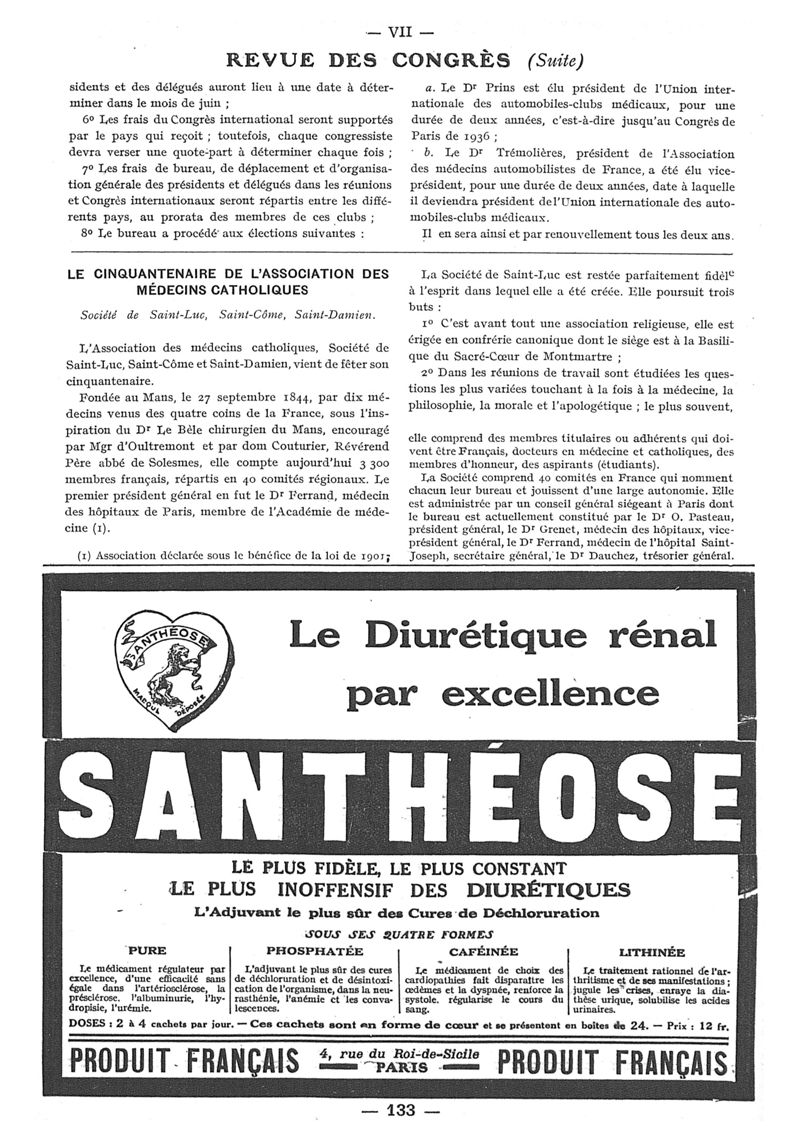 — VII —
REVUE DES CONGRÈS (Suite)
sidents et des délégués auront lieu à une date à déter-
miner dans le mois de juin ;
6º Les frais du Congrès international seront supportés
par le pays qui reçoit ; toutefois, chaque congressiste
devra verser une quote-part à déterminer chaque fois ;
7º Les frais de bureau, de déplacement et d'organisa-
tion générale des présidents et délégués dans les réunions
et Congrès internationaux seront répartis entre les diffé-
rents pays, au prorata des membres de ces clubs ;
8º Le bureau a procédé aux élections suivantes :
a. Le Dr Prins est élu président de l'Union inter-
nationale des automobiles-clubs médicaux, pour une
durée de deux années, c'est-à-dire jusqu'au Congrès de
Paris de 1936 ;
b. Le Dr Trémolières, président de l'Association
des médecins automobilistes de France, a été élu vice-
président, pour une durée de deux années, date à laquelle
il deviendra président de l'Union internationale des auto-
mobiles-clubs médicaux.
Il en sera ainsi et par renouvellement tous les deux ans.
LE CINQUANTENAIRE DE L'ASSOCIATION DES
MÉDECINS CATHOLIQUES
Société de Saint-Luc, Saint-Côme, Saint-Damien.
L'Association des médecins catholiques, Société de
Saint-Luc, Saint-Côme et Saint-Damien, vient de fêter son
cinquantenaire.
Fondée au Mans, le 27 septembre 1844, par dix mé-
decins venus des quatre coins de la France, sous l'ins-
piration du Dr Le Bèle chirurgien du Mans, encouragé
par Mgr d'Oultremont et par dom Couturier, Révérend
Père abbé de Solesmes, elle compte aujourd'hui 3 300
membres français, répartis en 40 comités régionaux. Le
premier président général en fut le Dr Ferrand, médecin
des hôpitaux de Paris, membre de l'Académie de méde-
cine (1).
(1) Association déclarée sous le bénéfice de la loi de 1901;
La Société de Saint-Luc est restée parfaitement fidèle
à l'esprit dans lequel elle a été créée. Elle poursuit trois
buts :
1º C'est avant tout une association religieuse, elle est
érigée en confrérie canonique dont le siège est à la Basili-
que du Sacré-Cœur de Montmartre ;
2º Dans les réunions de travail sont étudiées les ques-
tions les plus variées touchant à la fois à la médecine, la
philosophie, la morale et l'apologétique ; le plus souvent,
elle comprend des membres titulaires ou adhérents qui doi-
vent être Français, docteurs en médecine et catholiques, des
membres d'honneur, des aspirants (étudiants).
La Société comprend 40 comités en France qui nomment
chacun leur bureau et jouissent d'une large autonomie. Elle
est administrée par un conseil général siégeant à Paris dont
le bureau est actuellement constitué par le Dr O. Pasteau,
président général, le Dr Grenet, médecin des hôpitaux, vice-
président général, le Dr Ferrand, médecin de l'hôpital Saint-
Joseph, secrétaire général, le Dr Dauchez, trésorier général.
SANTHÉOSE
MARQUE DÉPOSÉE
Le Diurétique rénal
par excellence
SANTHÉOSE
LE PLUS FIDÈLE, LE PLUS CONSTANT
LE PLUS INOFFENSIF DES DIURÉTIQUES
L'Adjuvant le plus sûr des Cures de Déchloruration
SOUS SES QUATRE FORMES
PURE
Le médicament régulateur par
excellence, d'une efficacité sans
égale dans l'artériosclérose, la
présclérose, l'albuminurie, l'hy-
dropisie, l'urémie.
PHOSPHATÉE
L'adjuvant le plus sûr des cures
de déchloruration et de désintoxi-
cation de l'organisme, dans la neu-
rasthénie, l'anémie et les conva-
lescences.
CAFÉINÉE
Le médicament de choix des
cardiopathies fait disparaître les
œdèmes et la dyspnée, renforce la
systole, régularise le cours du
sang.
LITHINÉE
Le traitement rationnel de l'ar-
thritisme et de ses manifestations ;
jugule les crises, enraye la dia-
thèse urique, solubilise les acides
urinaires.
DOSES : 2 à 4 cachets par jour. — Ces cachets sont en forme de cœur et se présentent en boîtes de 24. — Prix : 12 fr.
PRODUIT FRANÇAIS
4, rue du Roi-de-Sicile
— PARIS —
PRODUIT FRANÇAIS
— 133 —